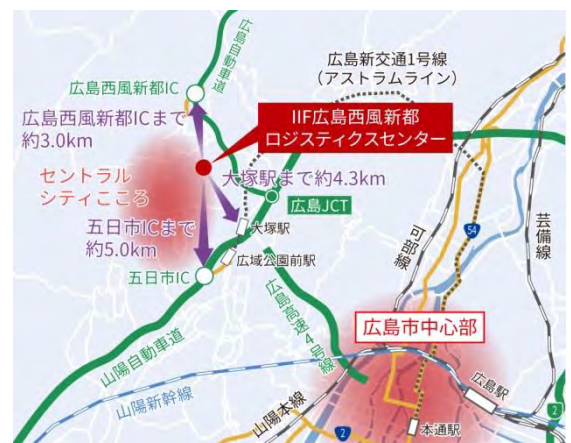 広島自動車道
広島新交通1号線
（アストラムライン）
広島西風新都IC
広島西風新都ICまで
約3.0km
IIF広島西風新都
ロジスティクスセンター
セントラル
シティこころ
大塚駅まで約4.3km
広島JCT
五日市ICまで
約5.0km
大塚駅
54
可部線
芸備線
広域公園前駅
五日市IC
広島高速4号線
広島市中心部
山陽自動車道
山陽新幹線
広島駅
山陽本線
本通駅
2
2